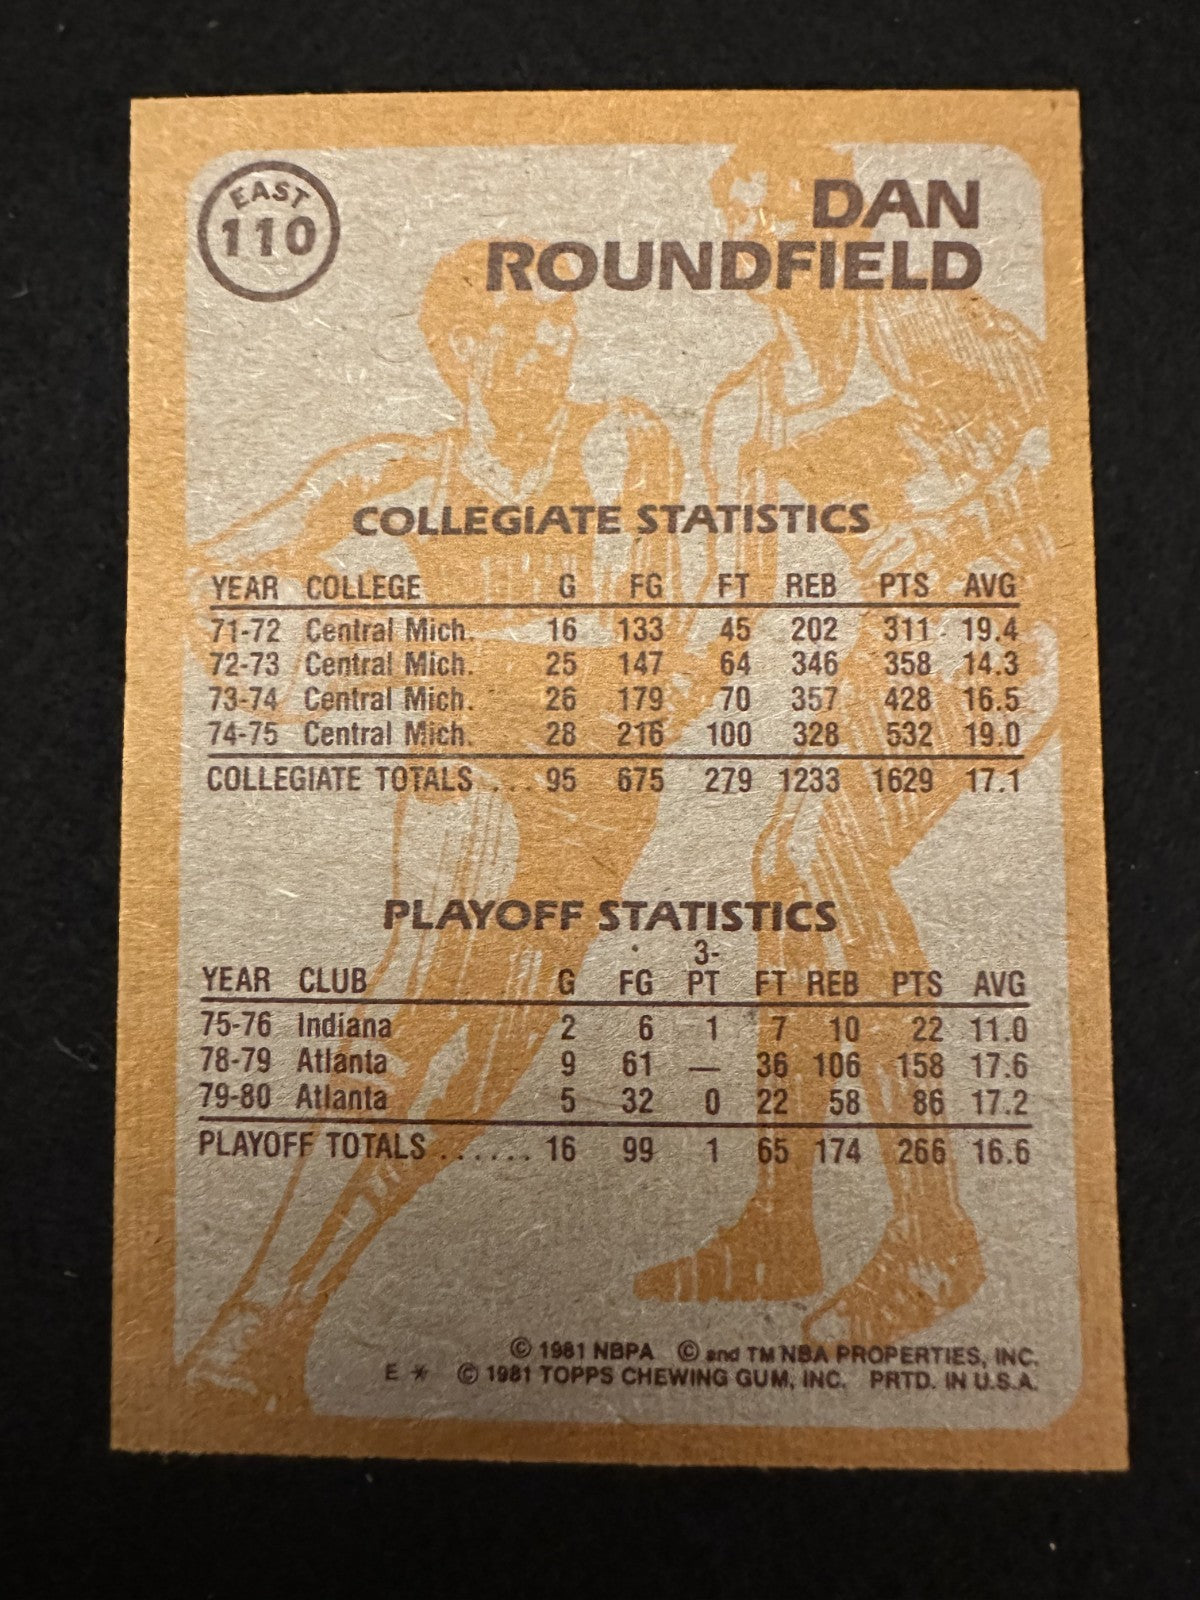 EAST
110
DAN
ROUNDFIELD
COLLEGIATE STATISTICS
YEAR COLLEGE G FG FT REB PTS AVG
71-72 Central Mich. 16 133 45 202 311 19.4
72-73 Central Mich. 25 147 64 346 358 14.3
73-74 Central Mich. 26 179 70 357 428 16.5
74-75 Central Mich. 28 216 100 328 532 19.0
COLLEGIATE TOTALS ... 95 675 279 1233 1629 17.1
PLAYOFF STATISTICS
3-
YEAR CLUB G FG PT FT REB PTS AVG
75-76 Indiana 2 6 1 7 10 22 11.0
78-79 Atlanta 9 61 — 36 106 158 17.6
79-80 Atlanta 5 32 0 22 58 86 17.2
PLAYOFF TOTALS ...... 16 99 1 65 174 266 16.6
© 1981 NBPA © and TM NBA PROPERTIES, INC.
E * © 1981 TOPPS CHEWING GUM, INC. PRTD. IN U.S.A.